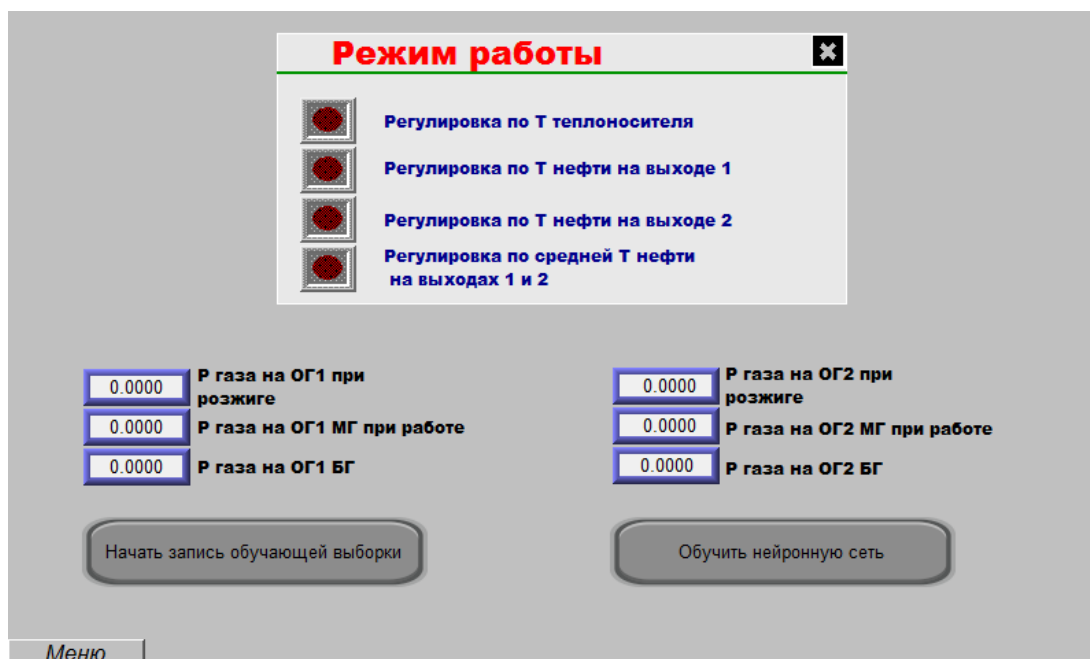 Режим работы
Регулировка по Т теплоносителя
Регулировка по Т нефти на выходе 1
Регулировка по Т нефти на выходе 2
Регулировка по средней Т нефти
на выходах 1 и 2
0.0000
Р газа на ОГ1 при
розжиге
0.0000
Р газа на ОГ1 МГ при работе
0.0000
Р газа на ОГ1 БГ
0.0000
Р газа на ОГ2 при
розжиге
0.0000
Р газа на ОГ2 МГ при работе
0.0000
Р газа на ОГ2 БГ
Начать запись обучающей выборки
Обучить нейронную сеть
Меню